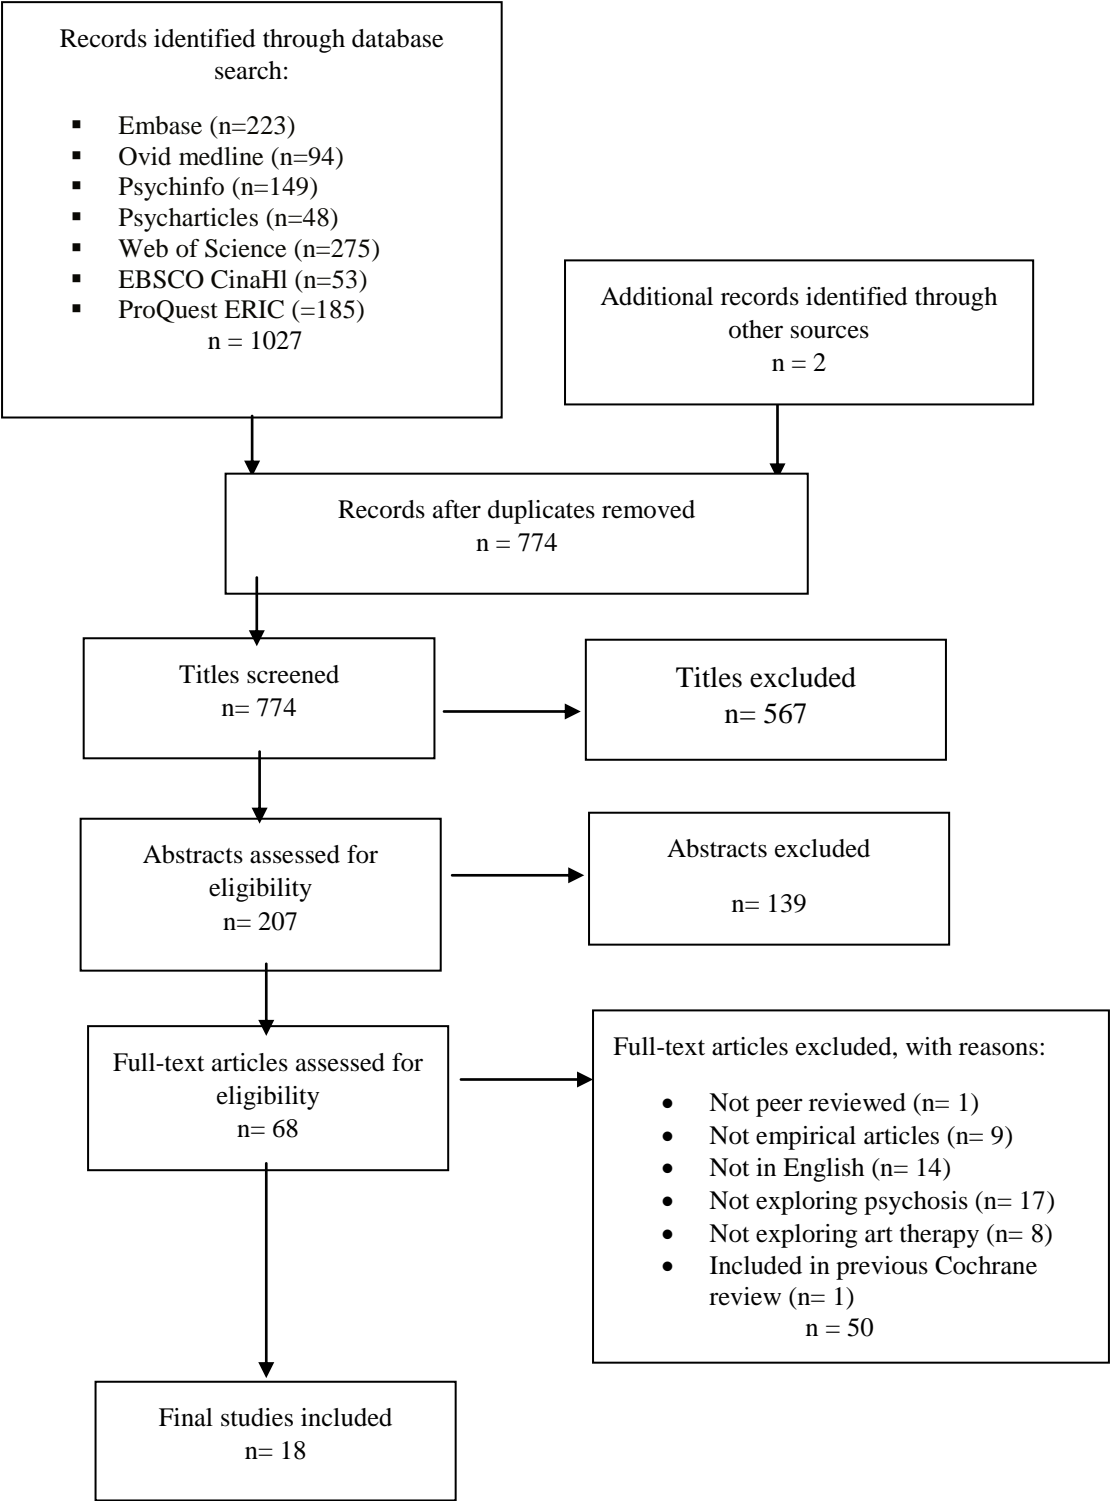 Records identified through database
search:
▪ Embase (n=223)
▪ Ovid medline (n=94)
▪ Psychinfo (n=149)
▪ Psycharticles (n=48)
▪ Web of Science (n=275)
▪ EBSCO CinaHl (n=53)
▪ ProQuest ERIC (=185)
n = 1027
Additional records identified through
other sources
n = 2
Records after duplicates removed
n = 774
Titles screened
n= 774
Titles excluded
n= 567
Abstracts assessed for
eligibility
n= 207
Abstracts excluded
n= 139
Full-text articles assessed for
eligibility
n= 68
Full-text articles excluded, with reasons:
• Not peer reviewed (n= 1)
• Not empirical articles (n= 9)
• Not in English (n= 14)
• Not exploring psychosis (n= 17)
• Not exploring art therapy (n= 8)
• Included in previous Cochrane
review (n= 1)
n = 50
Final studies included
n= 18